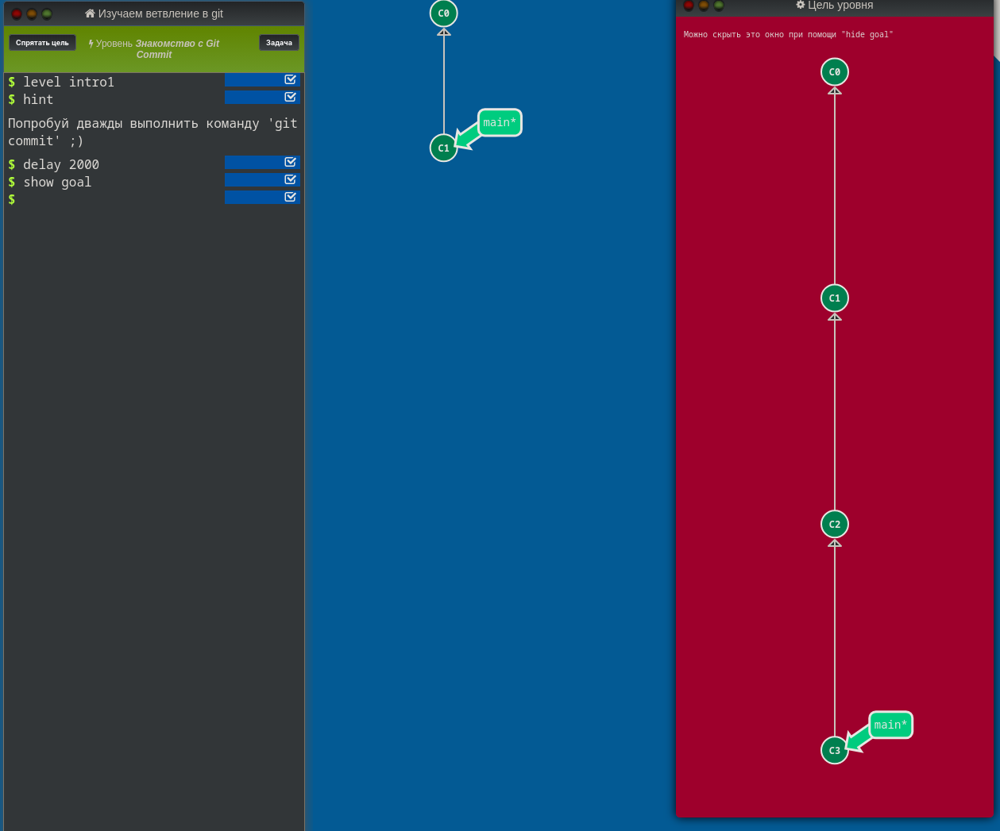 Изучаем ветвление в git
Спрятать цель
Уровень Знакомство с Git
Commit
Задача
$ level intro1
$ hint
Попробуй дважды выполнить команду 'git
commit' ;)
$ delay 2000
$ show goal
$
C0
main*
C1
Цель уровня
Можно скрыть это окно при помощи "hide goal"
C0
C1
C2
main*
C3